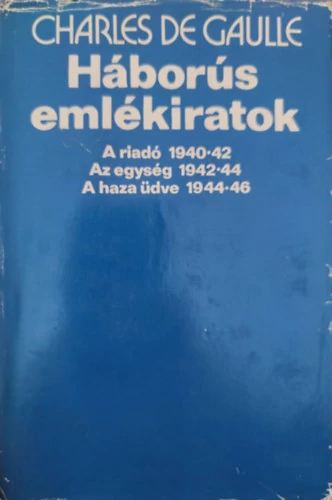 CHARLES DE GAULLE
Háborús
emlékiratok
A riadó 1940·42
Az egység 1942·44
A haza üdve 1944·46